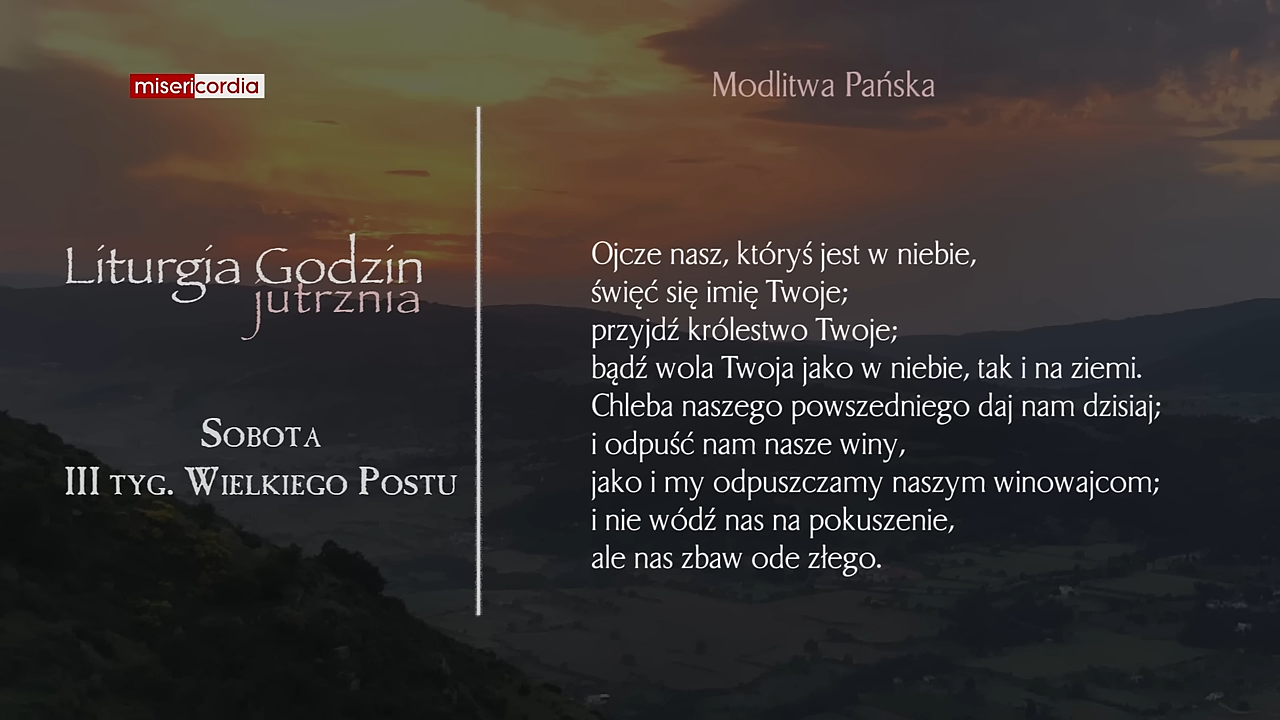 misericordia
Modlitwa Pańska
Liturgia Godzin
jutrznia
Sobota
III tyg. Wielkiego Postu
Ojcze nasz, któryś jest w niebie,
święć się imię Twoje;
przyjdź królestwo Twoje;
bądź wola Twoja jako w niebie, tak i na ziemi.
Chleba naszego powszedniego daj nam dzisiaj;
i odpuść nam nasze winy,
jako i my odpuszczamy naszym winowajcom;
i nie wódź nas na pokuszenie,
ale nas zbaw ode złego.